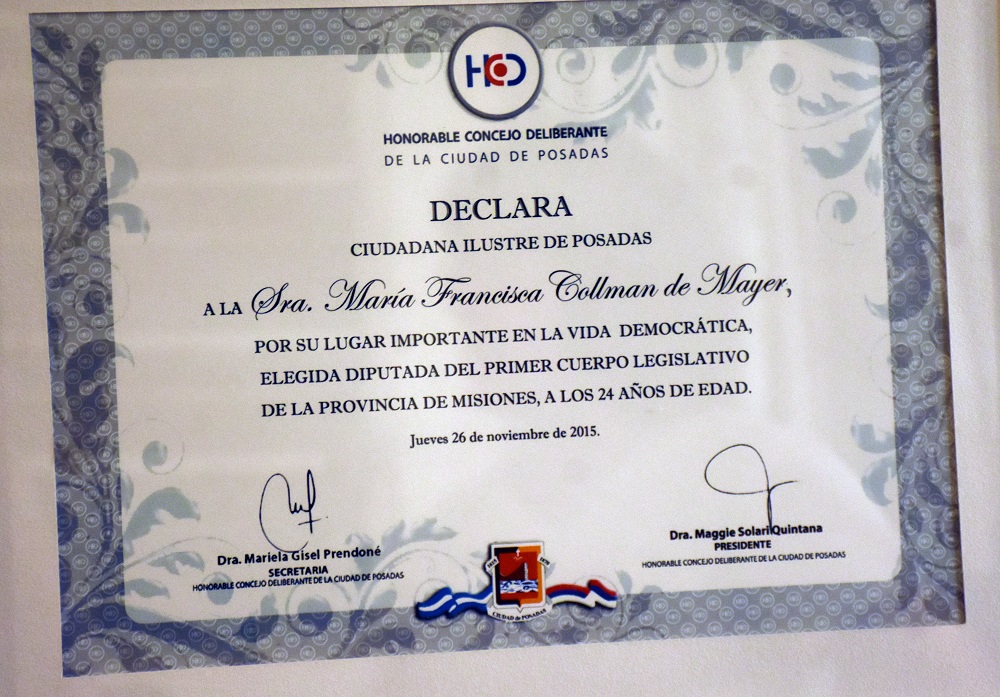 HCD
HONORABLE CONCEJO DELIBERANTE
DE LA CIUDAD DE POSADAS
DECLARA
CIUDADANA ILUSTRE DE POSADAS
A LA Sra. María Francisca Collman de Mayer,
POR SU LUGAR IMPORTANTE EN LA VIDA DEMOCRÁTICA,
ELEGIDA DIPUTADA DEL PRIMER CUERPO LEGISLATIVO
DE LA PROVINCIA DE MISIONES, A LOS 24 AÑOS DE EDAD.
Jueves 26 de noviembre de 2015.
Dra. Mariela Gisel Prendoné
SECRETARIA
HONORABLE CONCEJO DELIBERANTE DE LA CIUDAD DE POSADAS
Dra. Maggie Solari Quintana
PRESIDENTE
HONORABLE CONCEJO DELIBERANTE DE LA CIUDAD DE POSADAS
CIUDAD de POSADAS